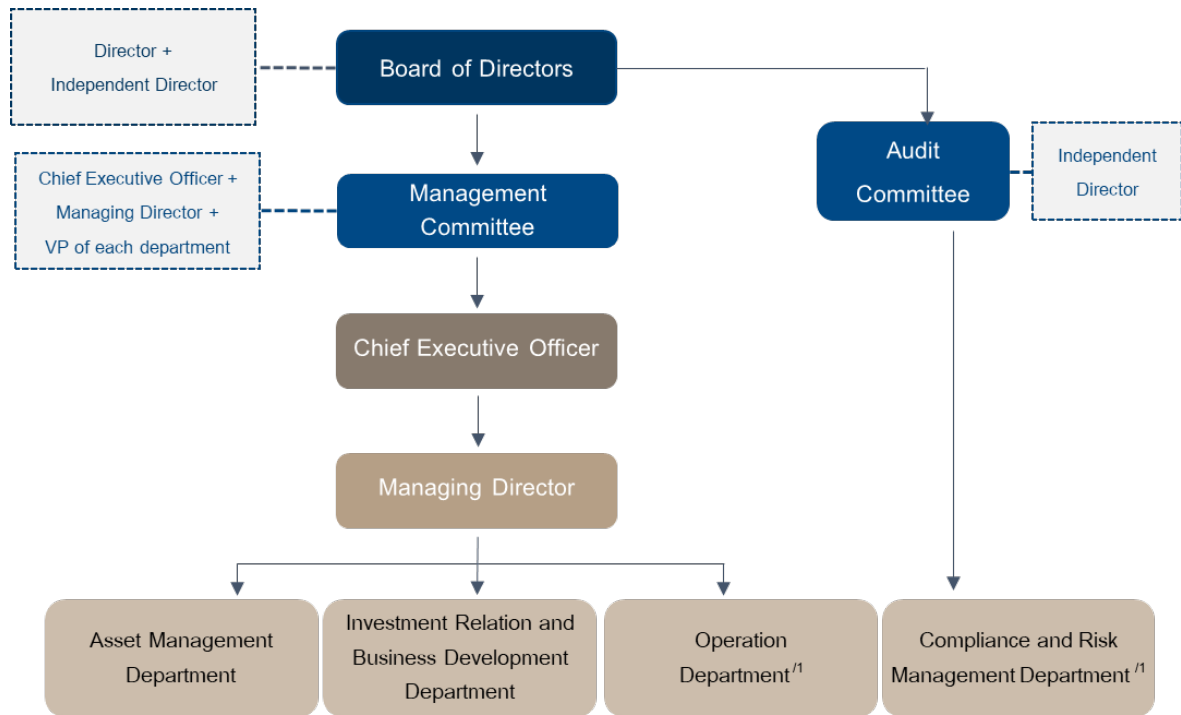 Director +
Independent Director
Board of Directors
Audit
Committee
Independent
Director
Chief Executive Officer +
Managing Director +
VP of each department
Management
Committee
Chief Executive Officer
Managing Director
Asset Management
Department
Investment Relation and
Business Development
Department
Operation
Department /1
Compliance and Risk
Management Department /1